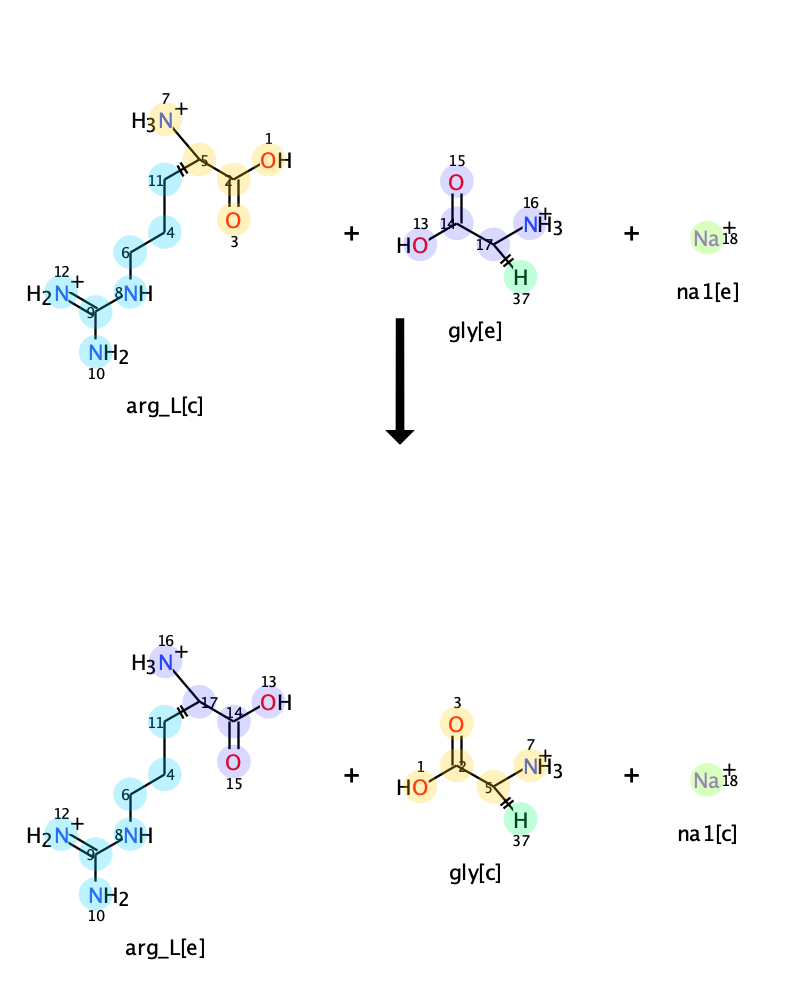 7
H3N+
1
5
OH
11
2
O
3
4
6
12
H2N+
8
NH
9
NH2
10
arg_L[c]
+
15
O
13
14
16
HO
17
NH3+
H
37
gly[e]
+
Na+
18
na1[e]
16
H3N+
13
17
14
OH
11
O
15
4
6
12
H2N+
8
NH
9
NH2
10
arg_L[e]
+
3
O
1
2
7
HO
5
NH3+
H
37
gly[c]
+
Na+
18
na1[c]